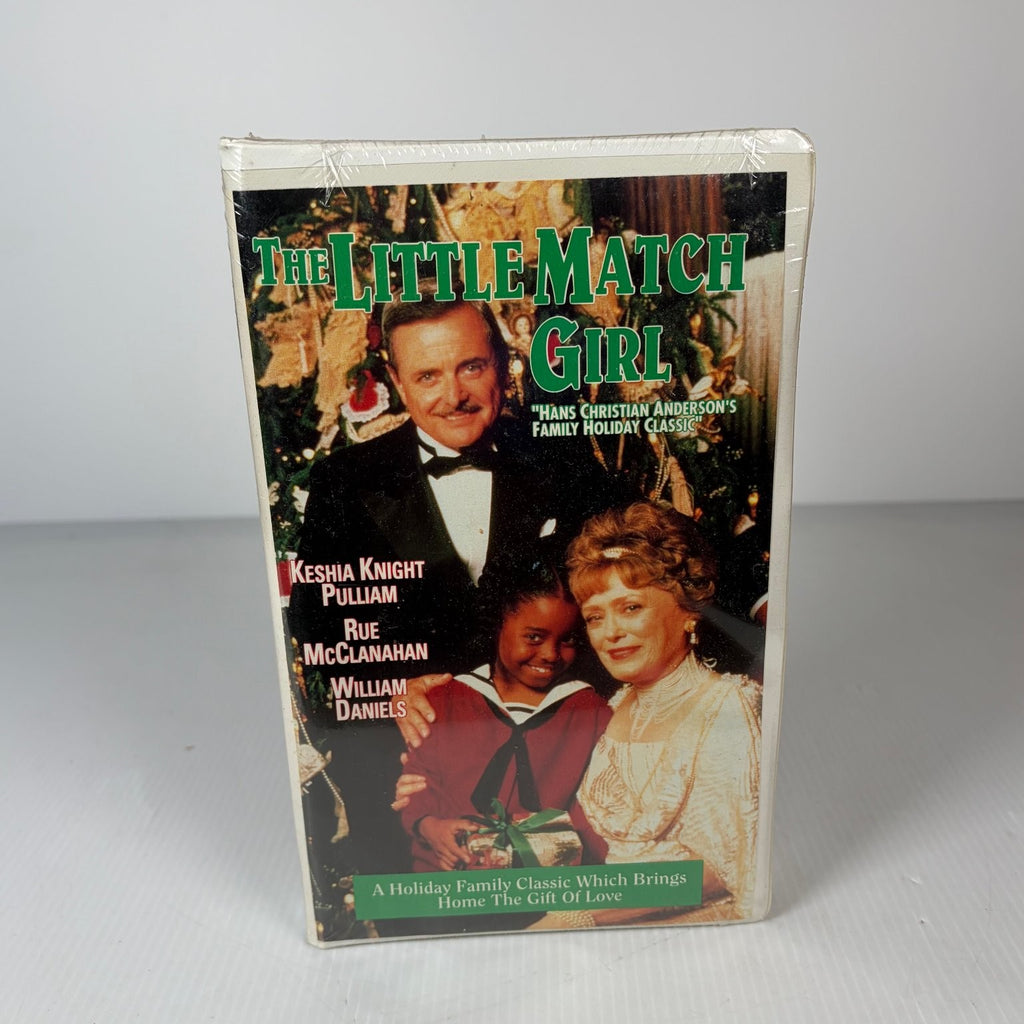 THE LITTLE MATCH
GIRL
"HANS CHRISTIAN ANDERSON'S
FAMILY HOLIDAY CLASSIC"
KESHIA KNIGHT
PULLIAM
RUE
MCCLANAHAN
WILLIAM
DANIELS
A Holiday Family Classic Which Brings
Home The Gift Of Love